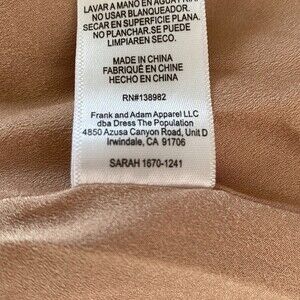 LAVAR A MANO EN AGUA FRIA.
NO USAR BLANQUEADOR.
SECAR EN SUPERFICIE PLANA.
NO PLANCHAR.SE PUEDE
LIMPIAREN SECO.
MADE IN CHINA
FABRIQUÉ EN CHINE
HECHO EN CHINA
RN#138982
Frank and Adam Apparel LLC
dba Dress The Population
4850 Azusa Canyon Road, Unit D
Irwindale, CA 91706
SARAH 1670-1241